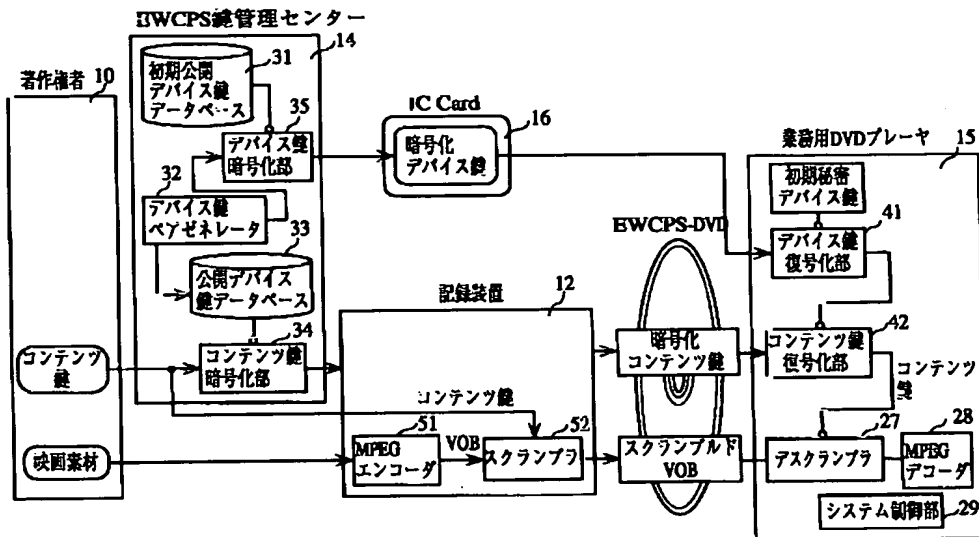 EWCPS鍵管理センター
14
著作権者
10
初期公開
デバイス鍵
データベース
31
35
デバイス鍵
暗号化部
32
デバイス鍵
ペアゼネレータ
33
公開デバイス
鍵データベース
34
コンテンツ鍵
暗号化部
コンテンツ
鍵
映画素材
IC Card
16
暗号化
デバイス鍵
記録装置
12
コンテンツ鍵
51
MPEG
エンコーダ
VOB
52
スクランブラ
EWCPS-DVD
暗号化
コンテンツ鍵
スクランブルド
VOB
業務用DVDプレーヤ
15
初期秘密
デバイス鍵
41
デバイス鍵
復号化部
42
コンテンツ鍵
復号化部
コンテンツ
鍵
27
デスクランブラ
28
MPEG
デコーダ
システム制御部
29